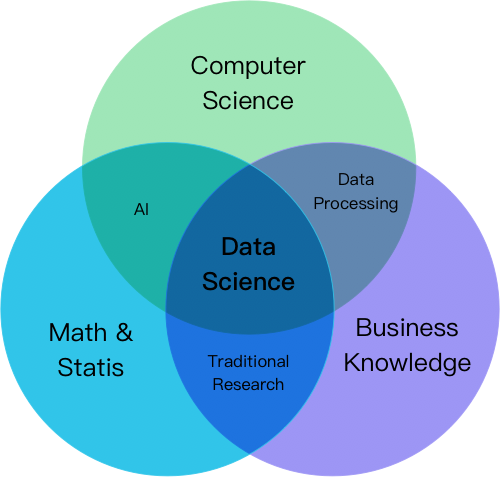 Computer
Science
AI
Data
Processing
Data
Science
Math &
Statis
Business
Knowledge
Traditional
Research